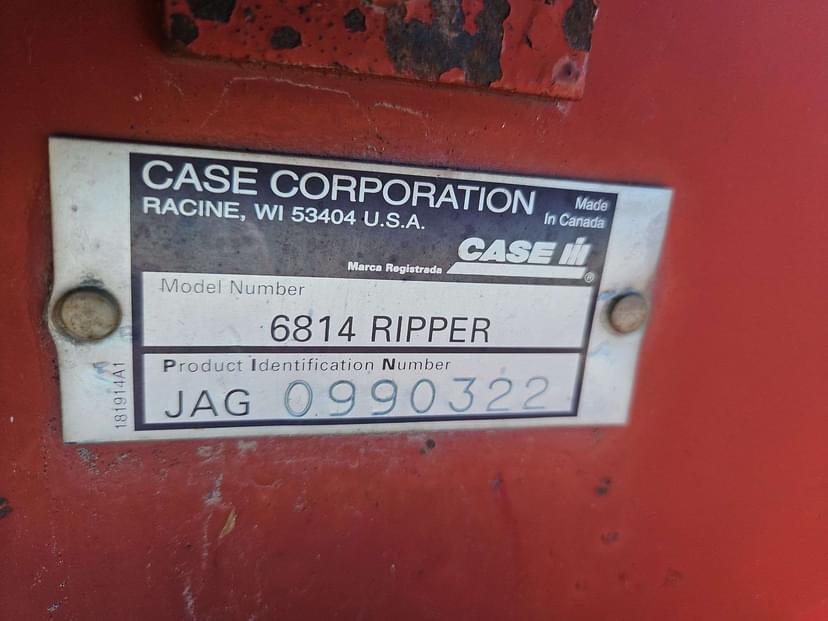 CASE CORPORATION
RACINE, WI 53404 U.S.A.
Made
In Canada
CASE IH
Marca Registrada
®
Model Number
6814 RIPPER
Product Identification Number
JAG 0990322
181914A1